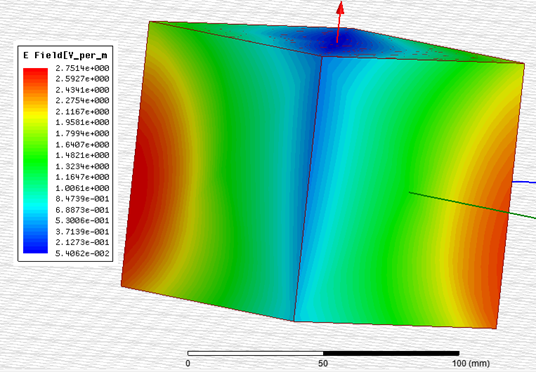 E Field[V_per_m
2.7514e+000
2.5927e+000
2.4341e+000
2.2754e+000
2.1167e+000
1.9581e+000
1.7994e+000
1.6407e+000
1.4821e+000
1.3234e+000
1.1647e+000
1.0061e+000
8.4739e-001
6.8873e-001
5.3006e-001
3.7139e-001
2.1273e-001
5.4062e-002
0 50 100 (mm)